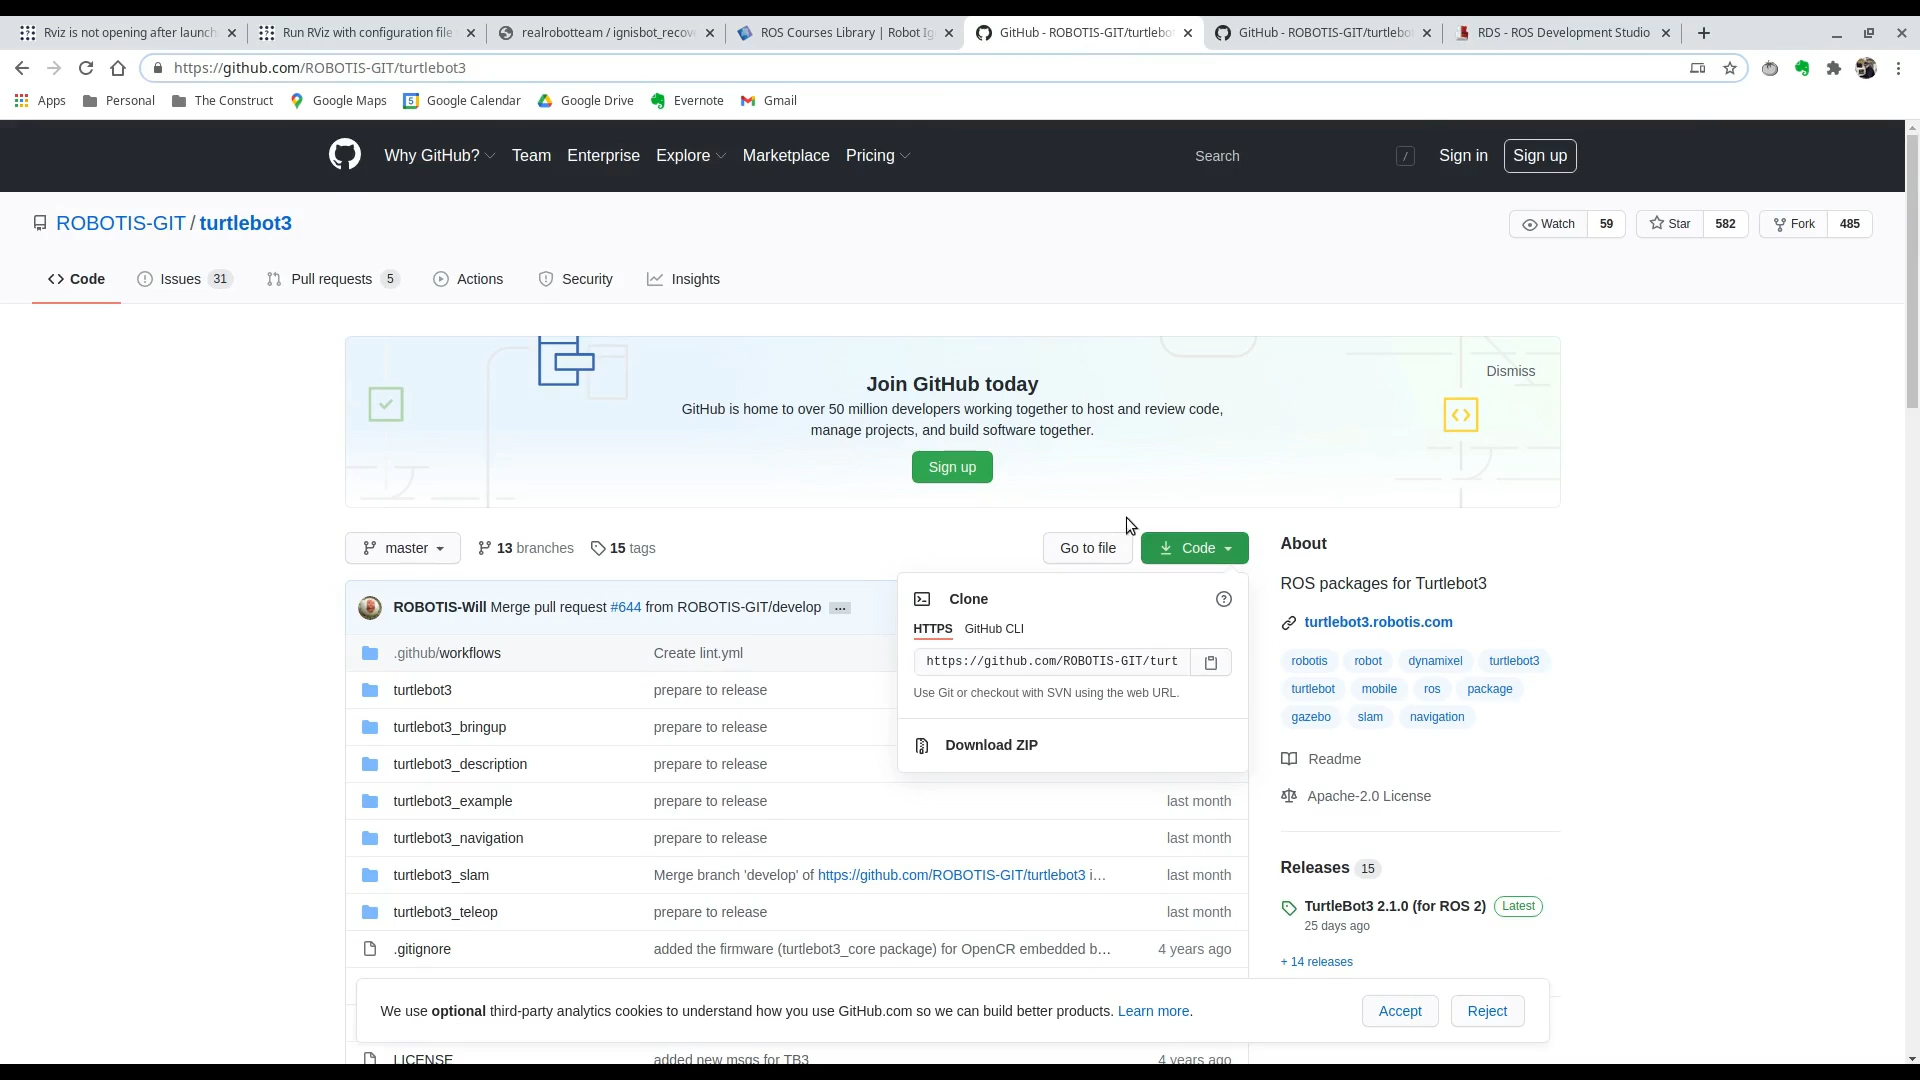 Rviz is not opening after launch
Run RViz with configuration file
realrobotteam / ignisbot_recov
ROS Courses Library | Robot Ig
GitHub - ROBOTIS-GIT/turtlebo
GitHub - ROBOTIS-GIT/turtlebo
RDS - ROS Development Studio
https://github.com/ROBOTIS-GIT/turtlebot3
Apps
Personal
The Construct
Google Maps
5
Google Calendar
Google Drive
Evernote
Gmail
Why GitHub?
Team
Enterprise
Explore
Marketplace
Pricing
Search
/
Sign in
Sign up
ROBOTIS-GIT / turtlebot3
Watch 59
Star 582
Fork 485
Code
Issues 31
Pull requests 5
Actions
Security
Insights
Join GitHub today
Dismiss
GitHub is home to over 50 million developers working together to host and review code,
manage projects, and build software together.
Sign up
master
13 branches
15 tags
Go to file
Code
ROBOTIS-Will Merge pull request #644 from ROBOTIS-GIT/develop ...
Clone
HTTPS
GitHub CLI
https://github.com/ROBOTIS-GIT/turt
Use Git or checkout with SVN using the web URL.
Download ZIP
.github/workflows
Create lint.yml
turtlebot3
prepare to release
turtlebot3_bringup
prepare to release
turtlebot3_description
prepare to release
turtlebot3_example
prepare to release
last month
turtlebot3_navigation
prepare to release
last month
turtlebot3_slam
Merge branch 'develop' of https://github.com/ROBOTIS-GIT/turtlebot3 i...
last month
turtlebot3_teleop
prepare to release
last month
.gitignore
added the firmware (turtlebot3_core package) for OpenCR embedded b...
4 years ago
LICENSE
added new msgs for TB3
4 years ago
About
ROS packages for Turtlebot3
turtlebot3.robotis.com
robotis robot dynamixel turtlebot3
turtlebot mobile ros package
gazebo slam navigation
Readme
Apache-2.0 License
Releases 15
TurtleBot3 2.1.0 (for ROS 2) Latest
25 days ago
+ 14 releases
We use optional third-party analytics cookies to understand how you use GitHub.com so we can build better products. Learn more.
Accept
Reject